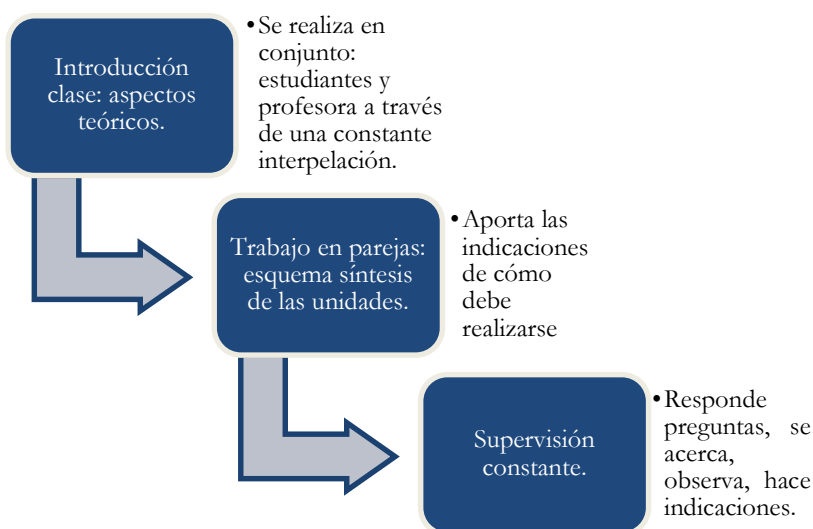 Introducción
clase: aspectos
teóricos.
•Se realiza en
conjunto:
estudiantes y
profesora a través
de una constante
interpelación.
Trabajo en parejas:
esquema síntesis
de las unidades.
•Aporta las
indicaciones
de cómo
debe
realizarse
Supervisión
constante.
•Responde
preguntas, se
acerca,
observa, hace
indicaciones.